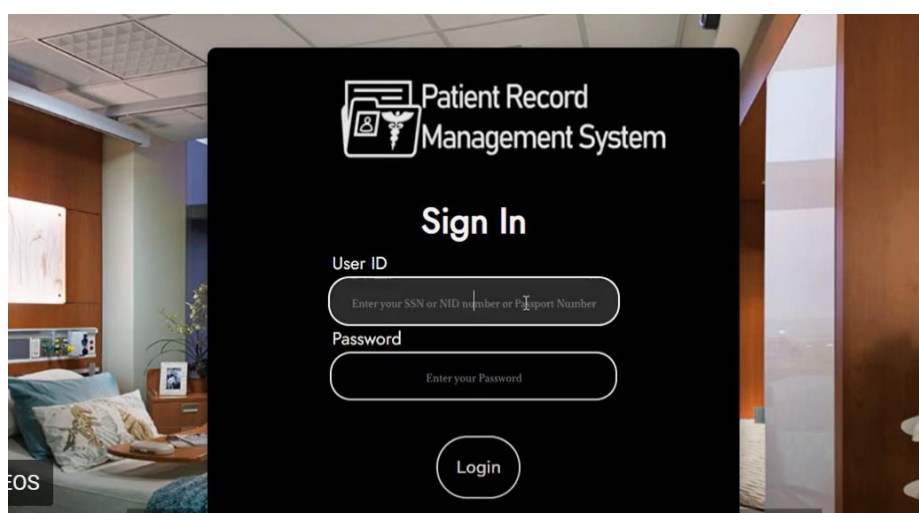 Patient Record
Management System
Sign In
User ID
Enter your SSN or NID number or Passport Number
Password
Enter your Password
Login
EOS